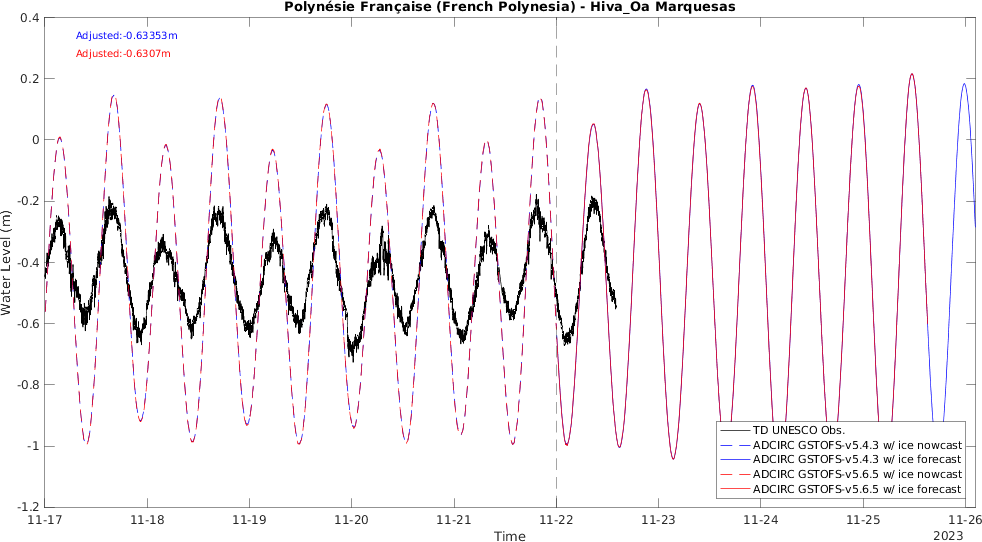 Polynésie Française (French Polynesia) - Hiva_Oa Marquesas
Adjusted:-0.63353m
Adjusted:-0.6307m
0.4
0.2
0
-0.2
-0.4
-0.6
-0.8
-1
-1.2
Water Level (m)
TD UNESCO Obs.
ADCIRC GSTOFS-v5.4.3 w/ ice nowcast
ADCIRC GSTOFS-v5.4.3 w/ ice forecast
ADCIRC GSTOFS-v5.6.5 w/ ice nowcast
ADCIRC GSTOFS-v5.6.5 w/ ice forecast
11-17 11-18 11-19 11-20 11-21 11-22 11-23 11-24 11-25 11-26
Time
2023